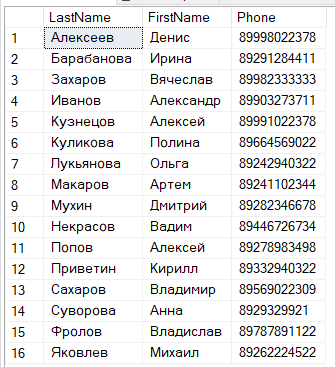 LastName FirstName Phone
1 Алексеев Денис 89998022378
2 Барабанова Ирина 89291284411
3 Захаров Вячеслав 89982333333
4 Иванов Александр 89903273711
5 Кузнецов Алексей 89991022378
6 Куликова Полина 89664569022
7 Лукьянова Ольга 89242940322
8 Макаров Артем 89241102344
9 Мухин Дмитрий 89282346678
10 Некрасов Вадим 89446726734
11 Попов Алексей 89278983498
12 Приветин Кирилл 89332940322
13 Сахаров Владимир 89569022309
14 Суворова Анна 8929329921
15 Фролов Владислав 89787891122
16 Яковлев Михаил 89262224522